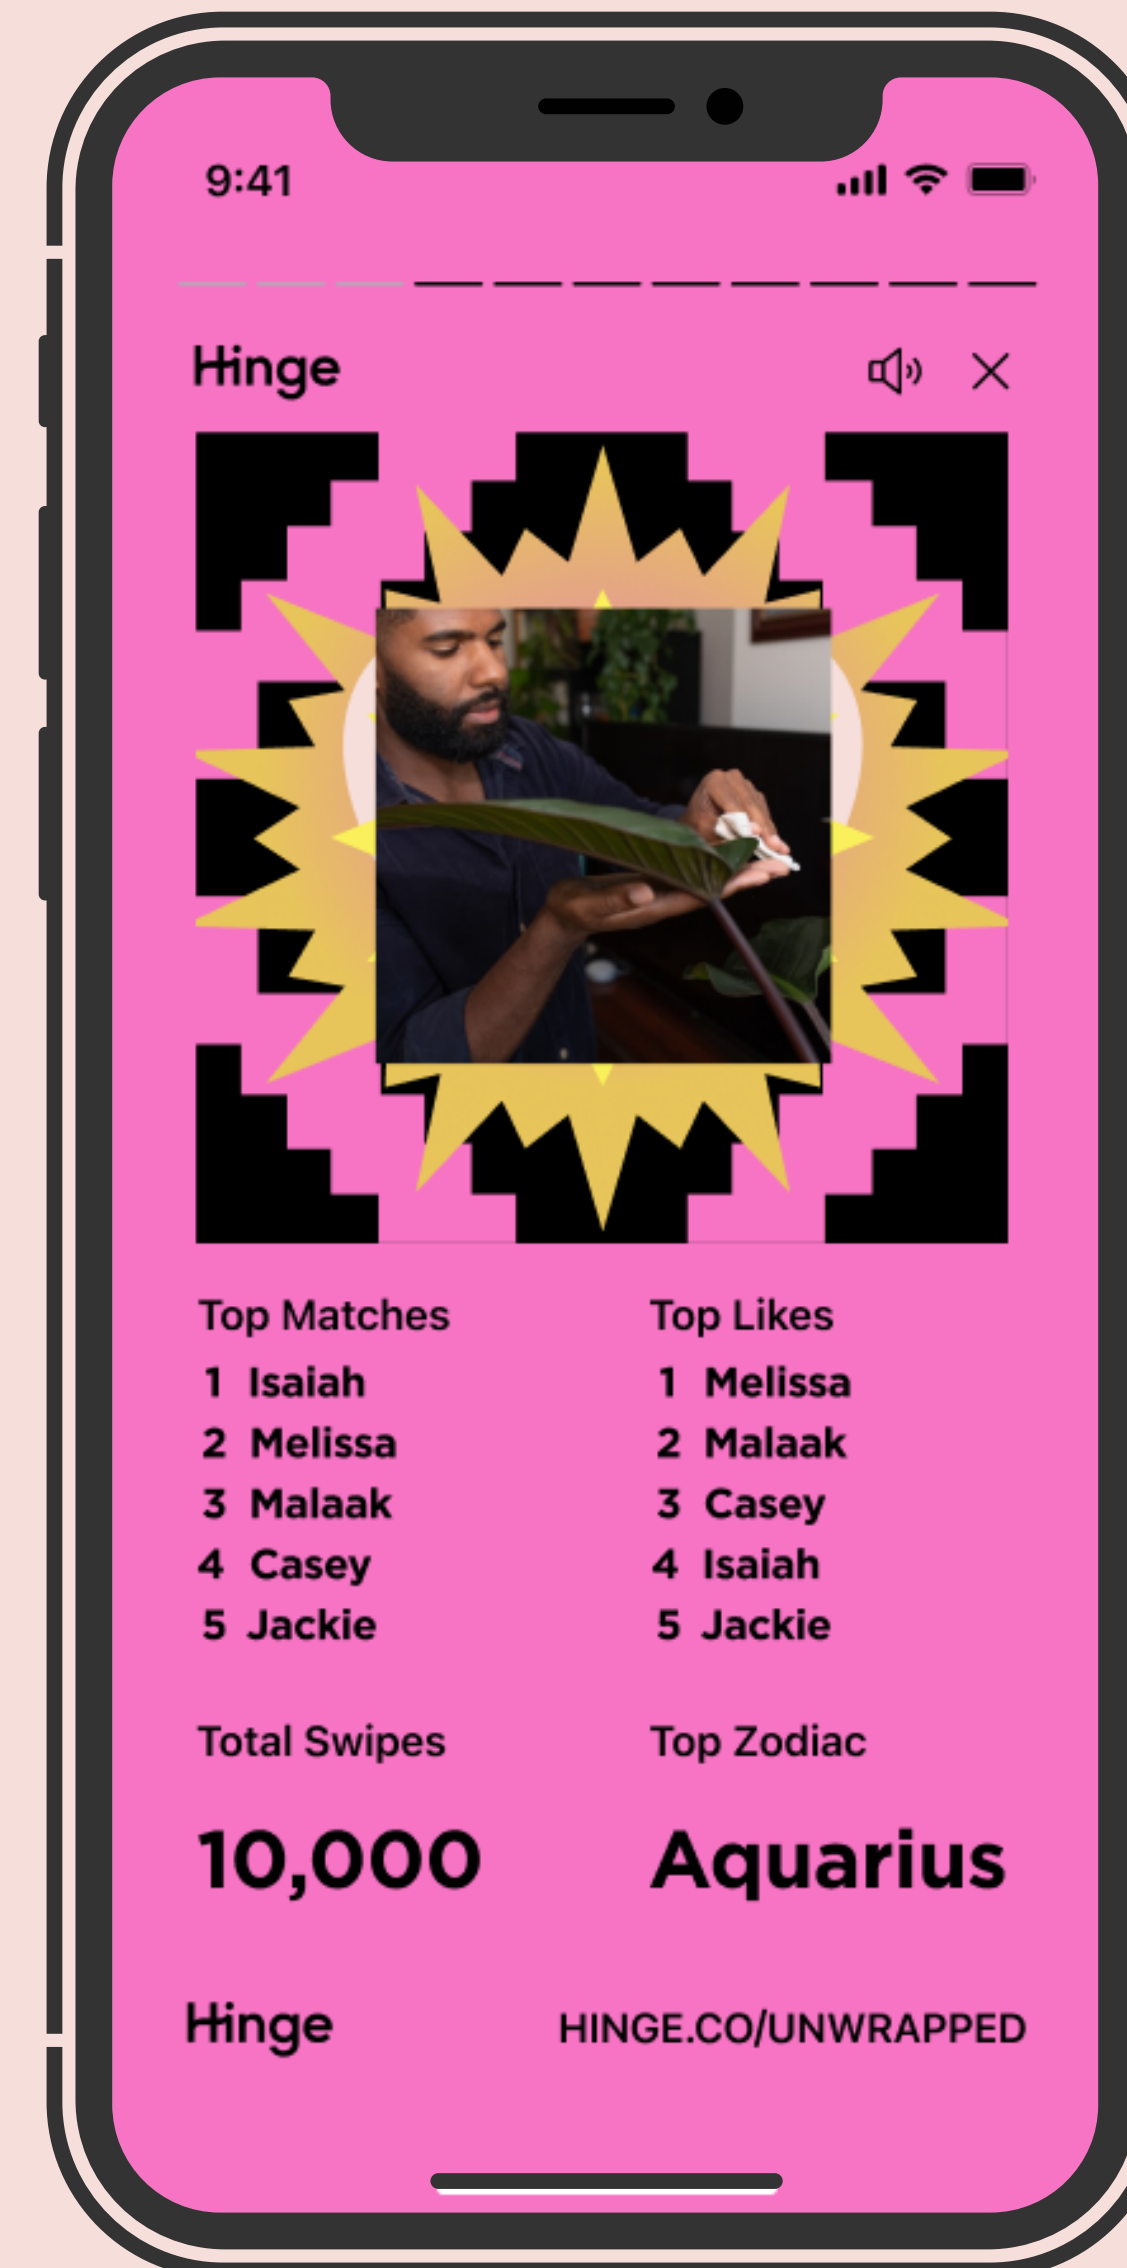 9:41
Hinge
Top Matches
1 Isaiah
2 Melissa
3 Malaak
4 Casey
5 Jackie
Top Likes
1 Melissa
2 Malaak
3 Casey
4 Isaiah
5 Jackie
Total Swipes
10,000
Top Zodiac
Aquarius
Hinge
HINGE.CO/UNWRAPPED